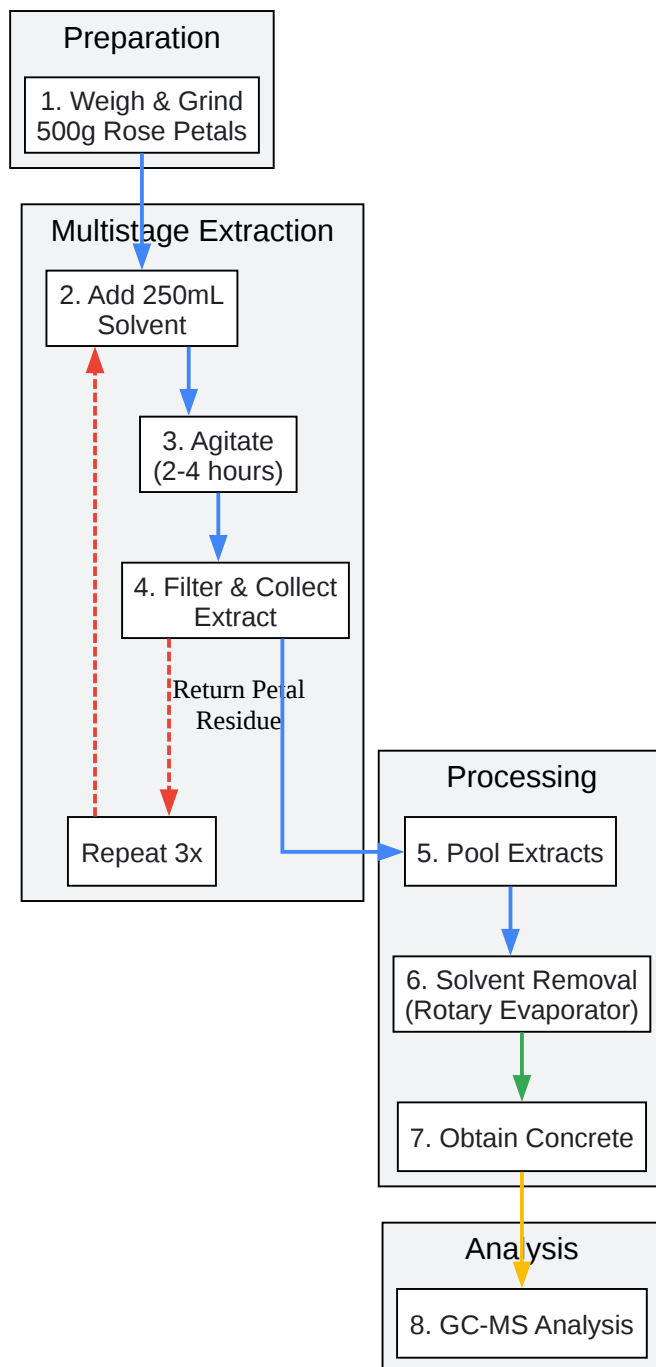 Preparation
1. Weigh & Grind
500g Rose Petals
Multistage Extraction
2. Add 250mL
Solvent
3. Agitate
(2-4 hours)
4. Filter & Collect
Extract
Return Petal
Residue
Repeat 3x
Processing
5. Pool Extracts
6. Solvent Removal
(Rotary Evaporator)
7. Obtain Concrete
Analysis
8. GC-MS Analysis